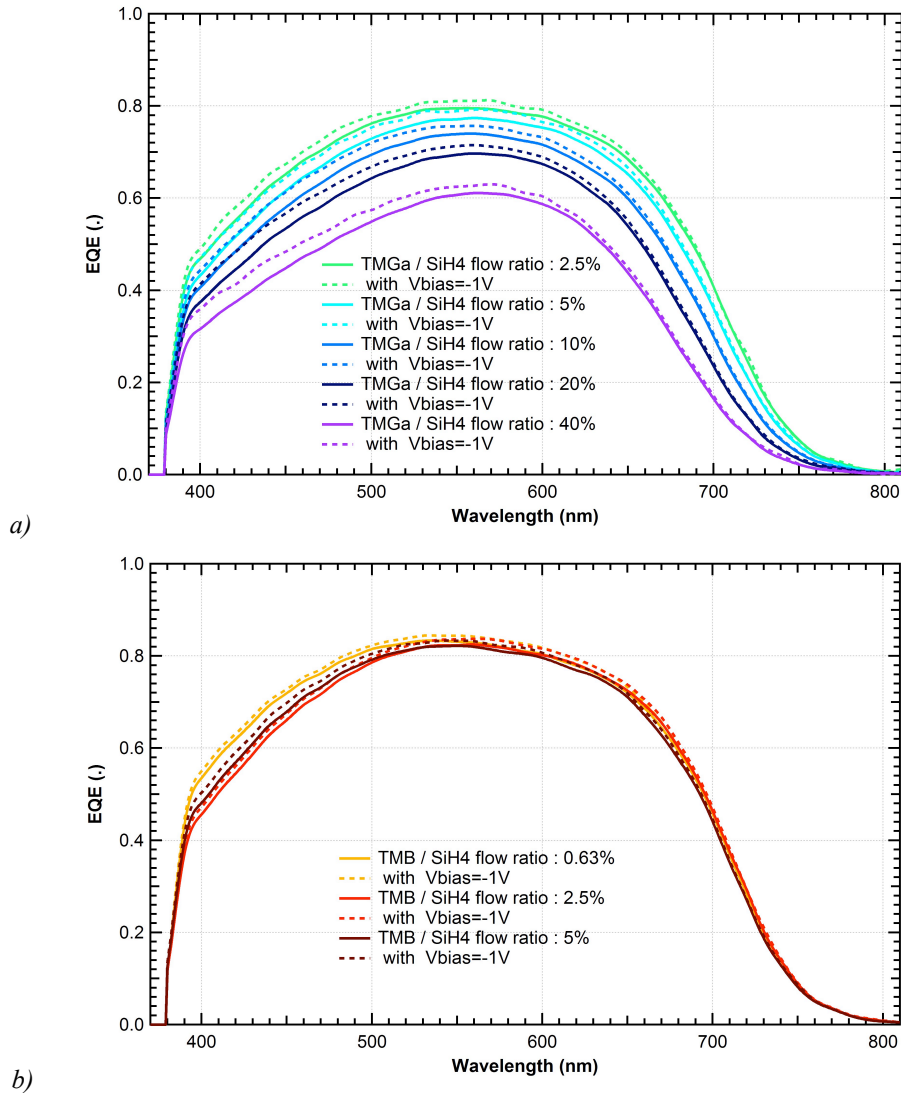 1.0
0.8
0.6
0.4
0.2
0.0
EQE (.)
TMGa / SiH4 flow ratio : 2.5%
with Vbias=-1V
TMGa / SiH4 flow ratio : 5%
with Vbias=-1V
TMGa / SiH4 flow ratio : 10%
with Vbias=-1V
TMGa / SiH4 flow ratio : 20%
with Vbias=-1V
TMGa / SiH4 flow ratio : 40%
with Vbias=-1V
400 500 600 700 800
Wavelength (nm)
a)
1.0
0.8
0.6
0.4
0.2
0.0
EQE (.)
TMB / SiH4 flow ratio : 0.63%
with Vbias=-1V
TMB / SiH4 flow ratio : 2.5%
with Vbias=-1V
TMB / SiH4 flow ratio : 5%
with Vbias=-1V
400 500 600 700 800
Wavelength (nm)
b)